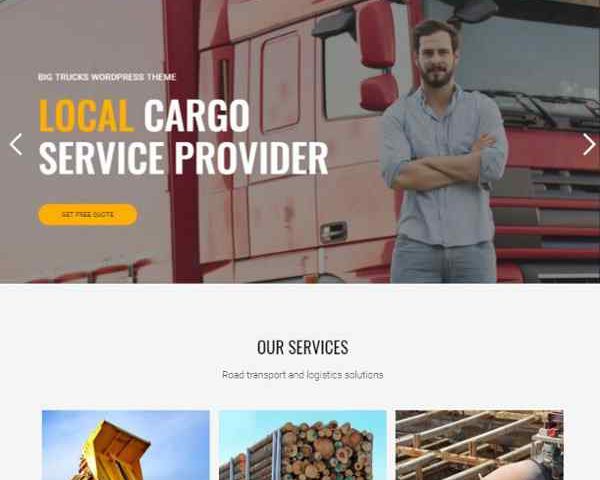 BIG TRUCKS WORDPRESS THEME
LOCAL CARGO
SERVICE PROVIDER
GET FREE QUOTE
OUR SERVICES
Road transport and logistics solutions